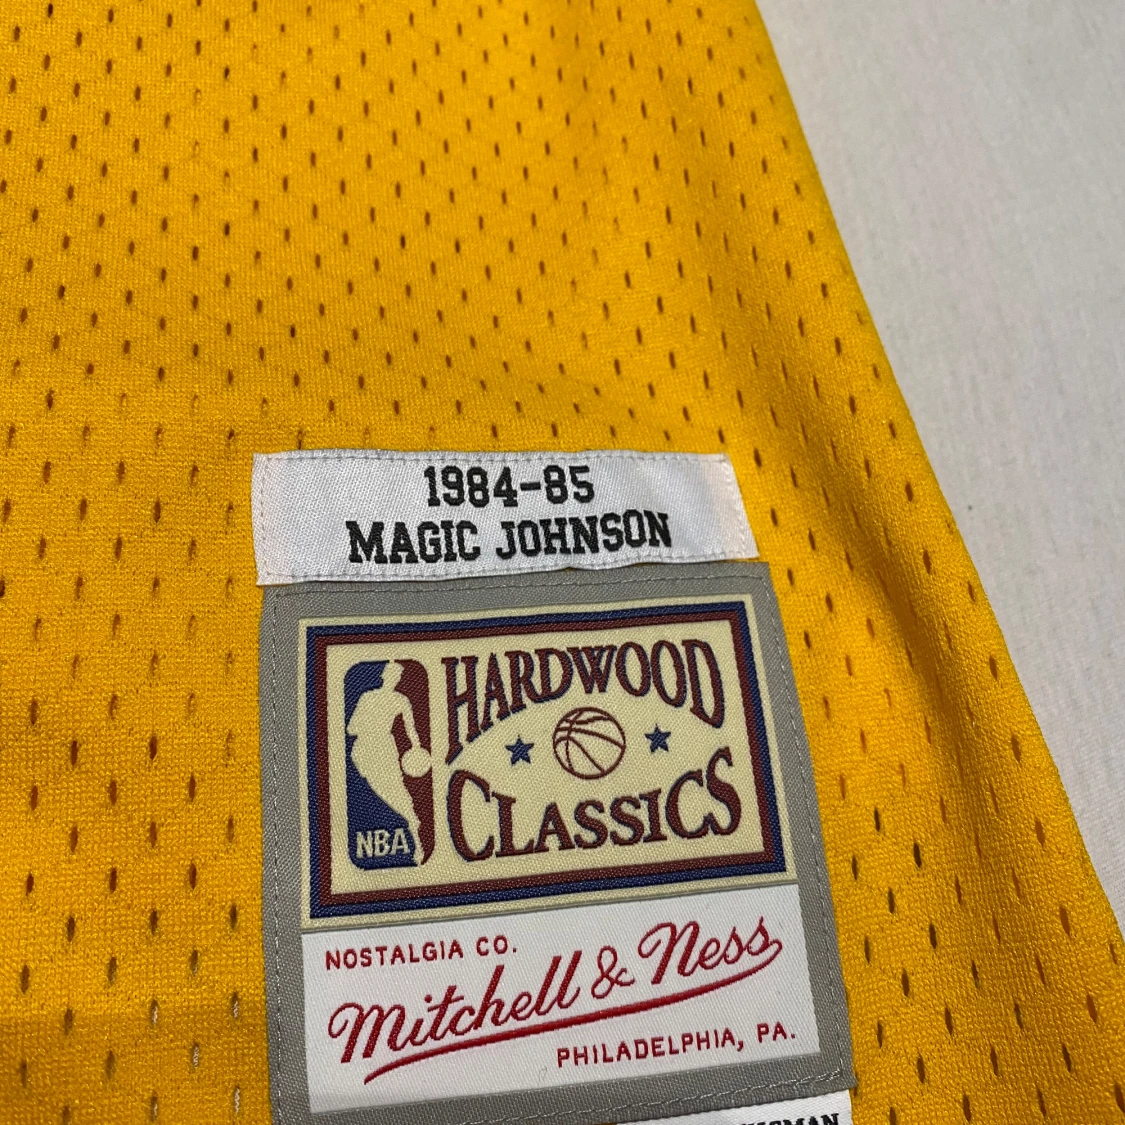 1984-85
MAGIC JOHNSON
HARDWOOD
CLASSICS
NBA
NOSTALGIA CO.
Mitchell & Ness
PHILADELPHIA, PA.